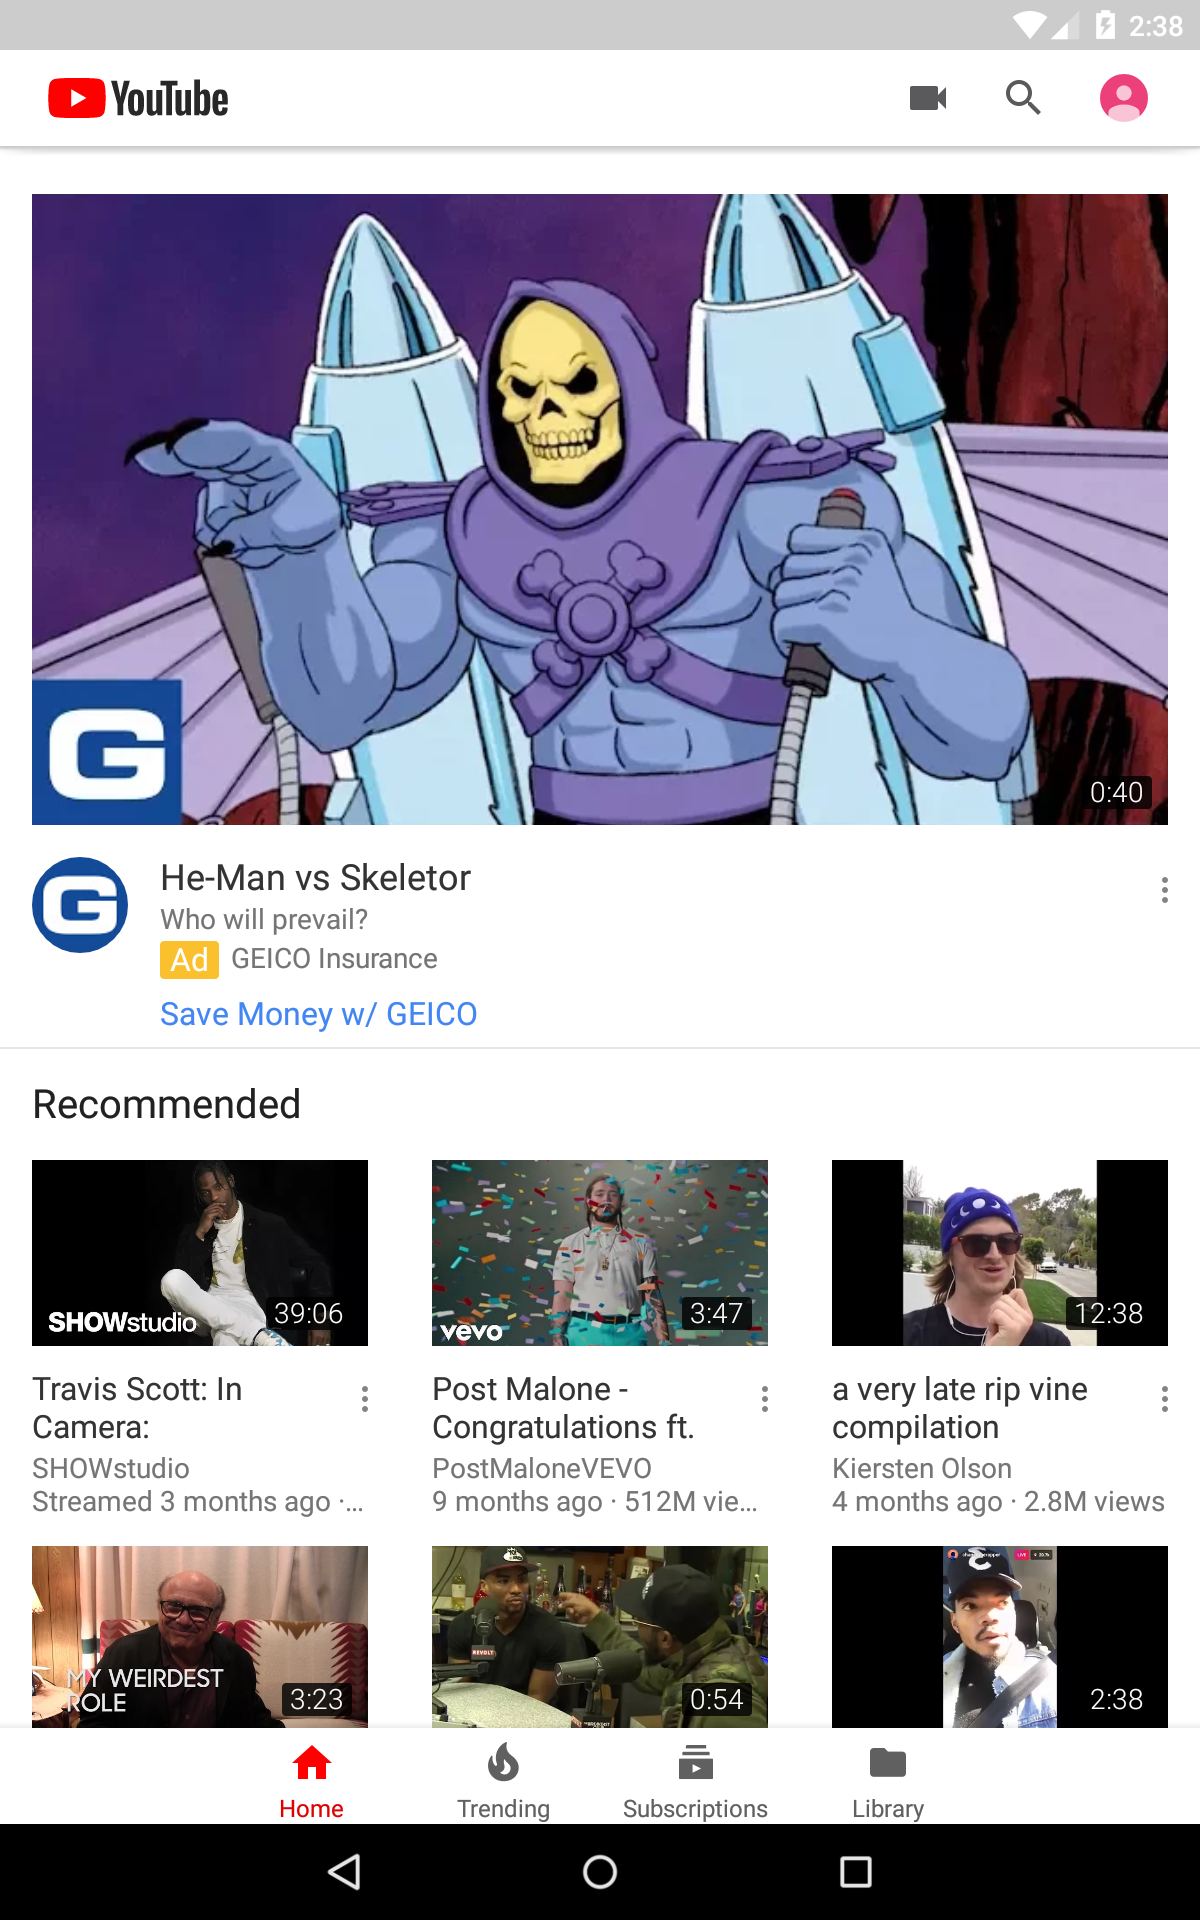 2:38
YouTube
G
0:40
G
He-Man vs Skeletor
Who will prevail?
Ad GEICO Insurance
Save Money w/ GEICO
Recommended
SHOWstudio
39:06
vevo
3:47
12:38
Travis Scott: In
Camera:
SHOWstudio
Streamed 3 months ago ·...
Post Malone -
Congratulations ft.
PostMaloneVEVO
9 months ago · 512M vie...
a very late rip vine
compilation
Kiersten Olson
4 months ago · 2.8M views
MY WEIRDEST
ROLE
3:23
REVOLT
0:54
LIVE
2:38
Home
Trending
Subscriptions
Library